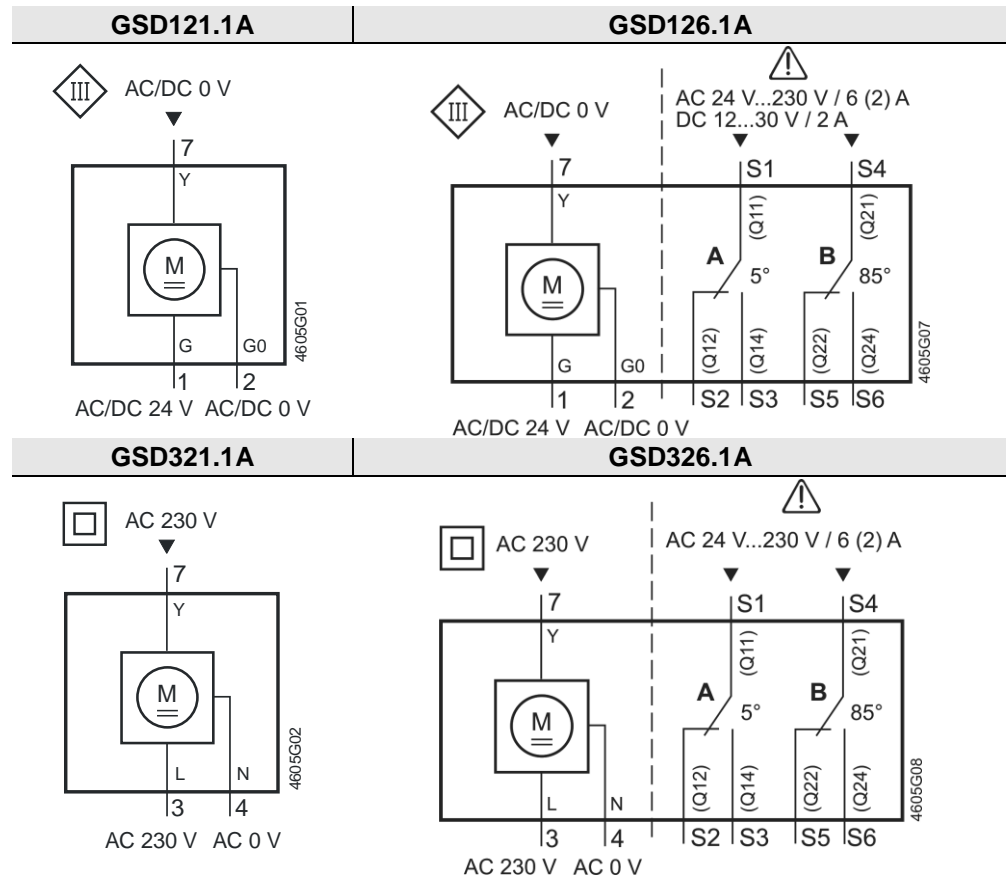 GSD121.1A
GSD126.1A
III
AC/DC 0 V
7
Y
M
G
G0
1
2
AC/DC 24 V AC/DC 0 V
4605G01
III
AC/DC 0 V
AC 24 V...230 V / 6 (2) A
DC 12...30 V / 2 A
7
S1
S4
Y
(Q11)
(Q21)
A
5°
B
85°
M
G
G0
(Q12)
(Q14)
(Q22)
(Q24)
1
2
S2
S3
S5
S6
AC/DC 24 V AC/DC 0 V
4605G07
GSD321.1A
GSD326.1A
AC 230 V
7
Y
M
L
N
3
4
AC 230 V AC 0 V
4605G02
AC 230 V
AC 24 V...230 V / 6 (2) A
7
S1
S4
Y
(Q11)
(Q21)
A
5°
B
85°
M
L
N
(Q12)
(Q14)
(Q22)
(Q24)
3
4
S2
S3
S5
S6
AC 230 V AC 0 V
4605G08